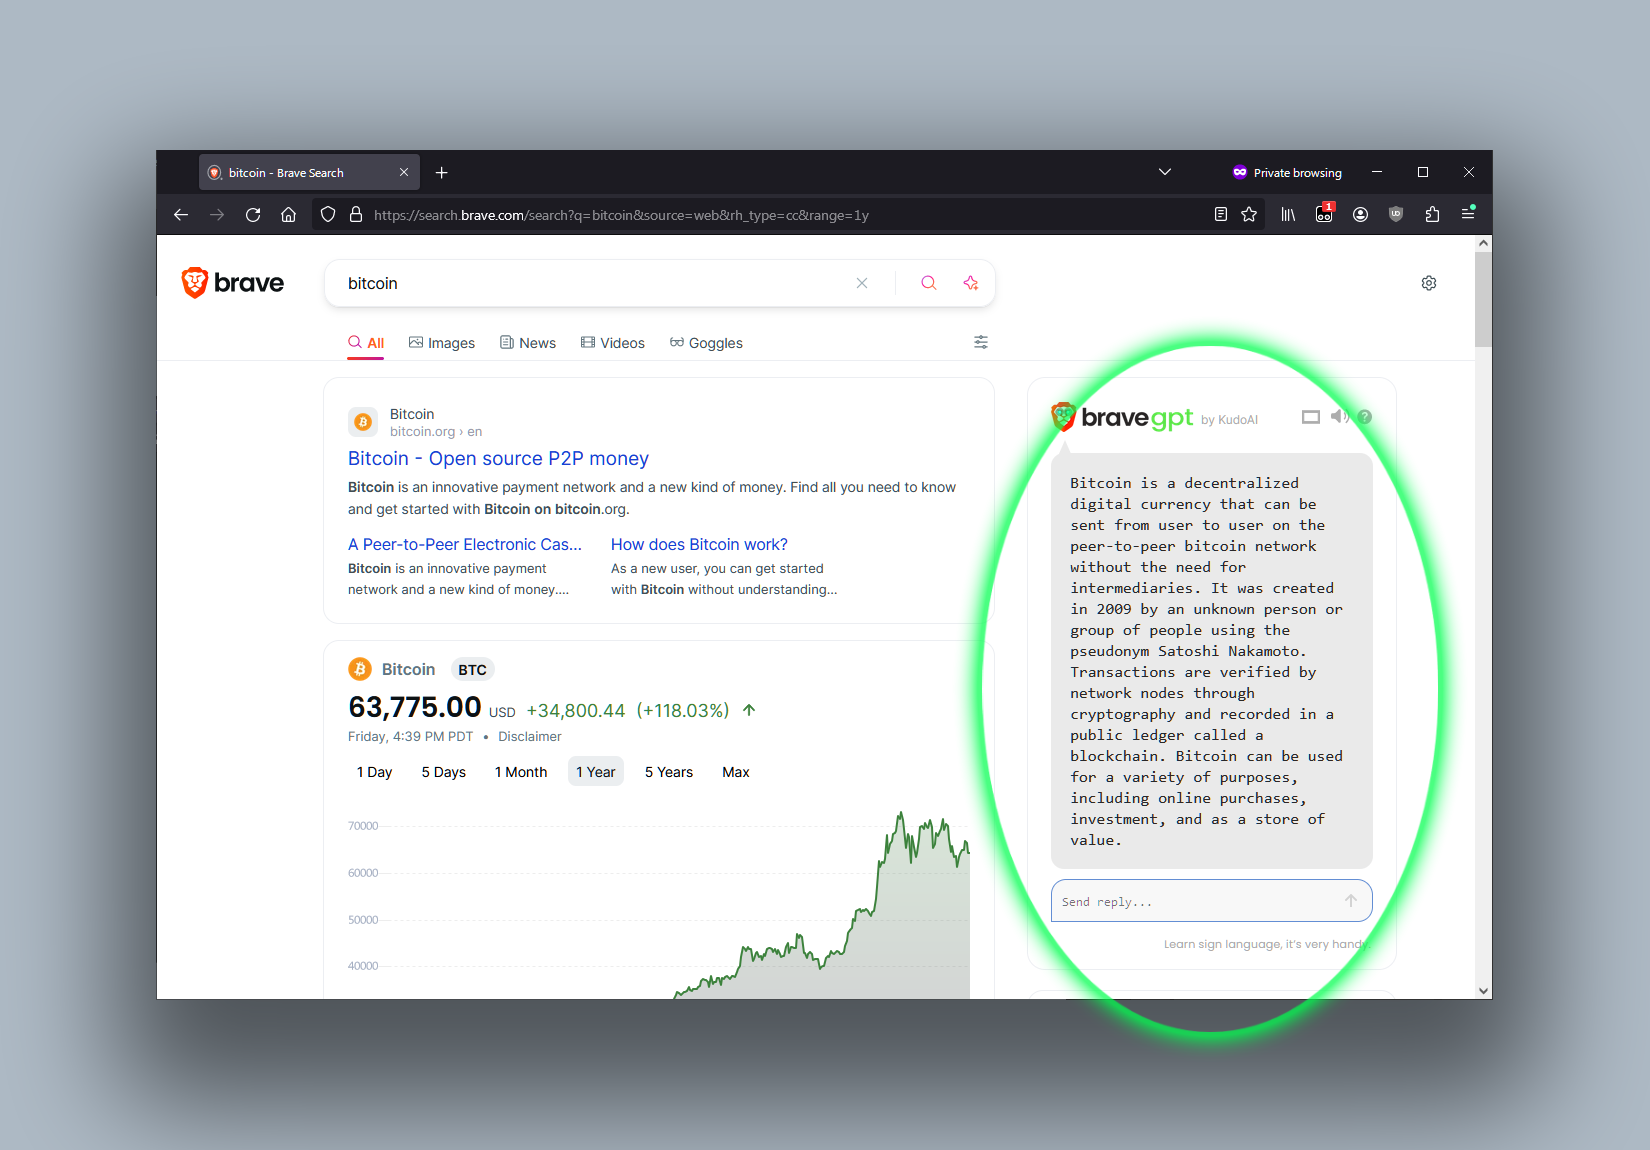 bitcoin - Brave Search
Private browsing
https://search.brave.com/search?q=bitcoin&source=web&rh_type=cc&range=1y
1
brave
bitcoin
All
Images
News
Videos
Goggles
Bitcoin
bitcoin.org › en
Bitcoin - Open source P2P money
Bitcoin is an innovative payment network and a new kind of money. Find all you need to know
and get started with Bitcoin on bitcoin.org.
A Peer-to-Peer Electronic Cas...
Bitcoin is an innovative payment
network and a new kind of money....
How does Bitcoin work?
As a new user, you can get started
with Bitcoin without understanding...
Bitcoin BTC
63,775.00 USD +34,800.44 (+118.03%)
Friday, 4:39 PM PDT • Disclaimer
1 Day 5 Days 1 Month 1 Year 5 Years Max
70000
60000
50000
40000
bravegpt by KudoAI
Bitcoin is a decentralized
digital currency that can be
sent from user to user on the
peer-to-peer bitcoin network
without the need for
intermediaries. It was created
in 2009 by an unknown person or
group of people using the
pseudonym Satoshi Nakamoto.
Transactions are verified by
network nodes through
cryptography and recorded in a
public ledger called a
blockchain. Bitcoin can be used
for a variety of purposes,
including online purchases,
investment, and as a store of
value.
Send reply...
Learn sign language, it's very handy.